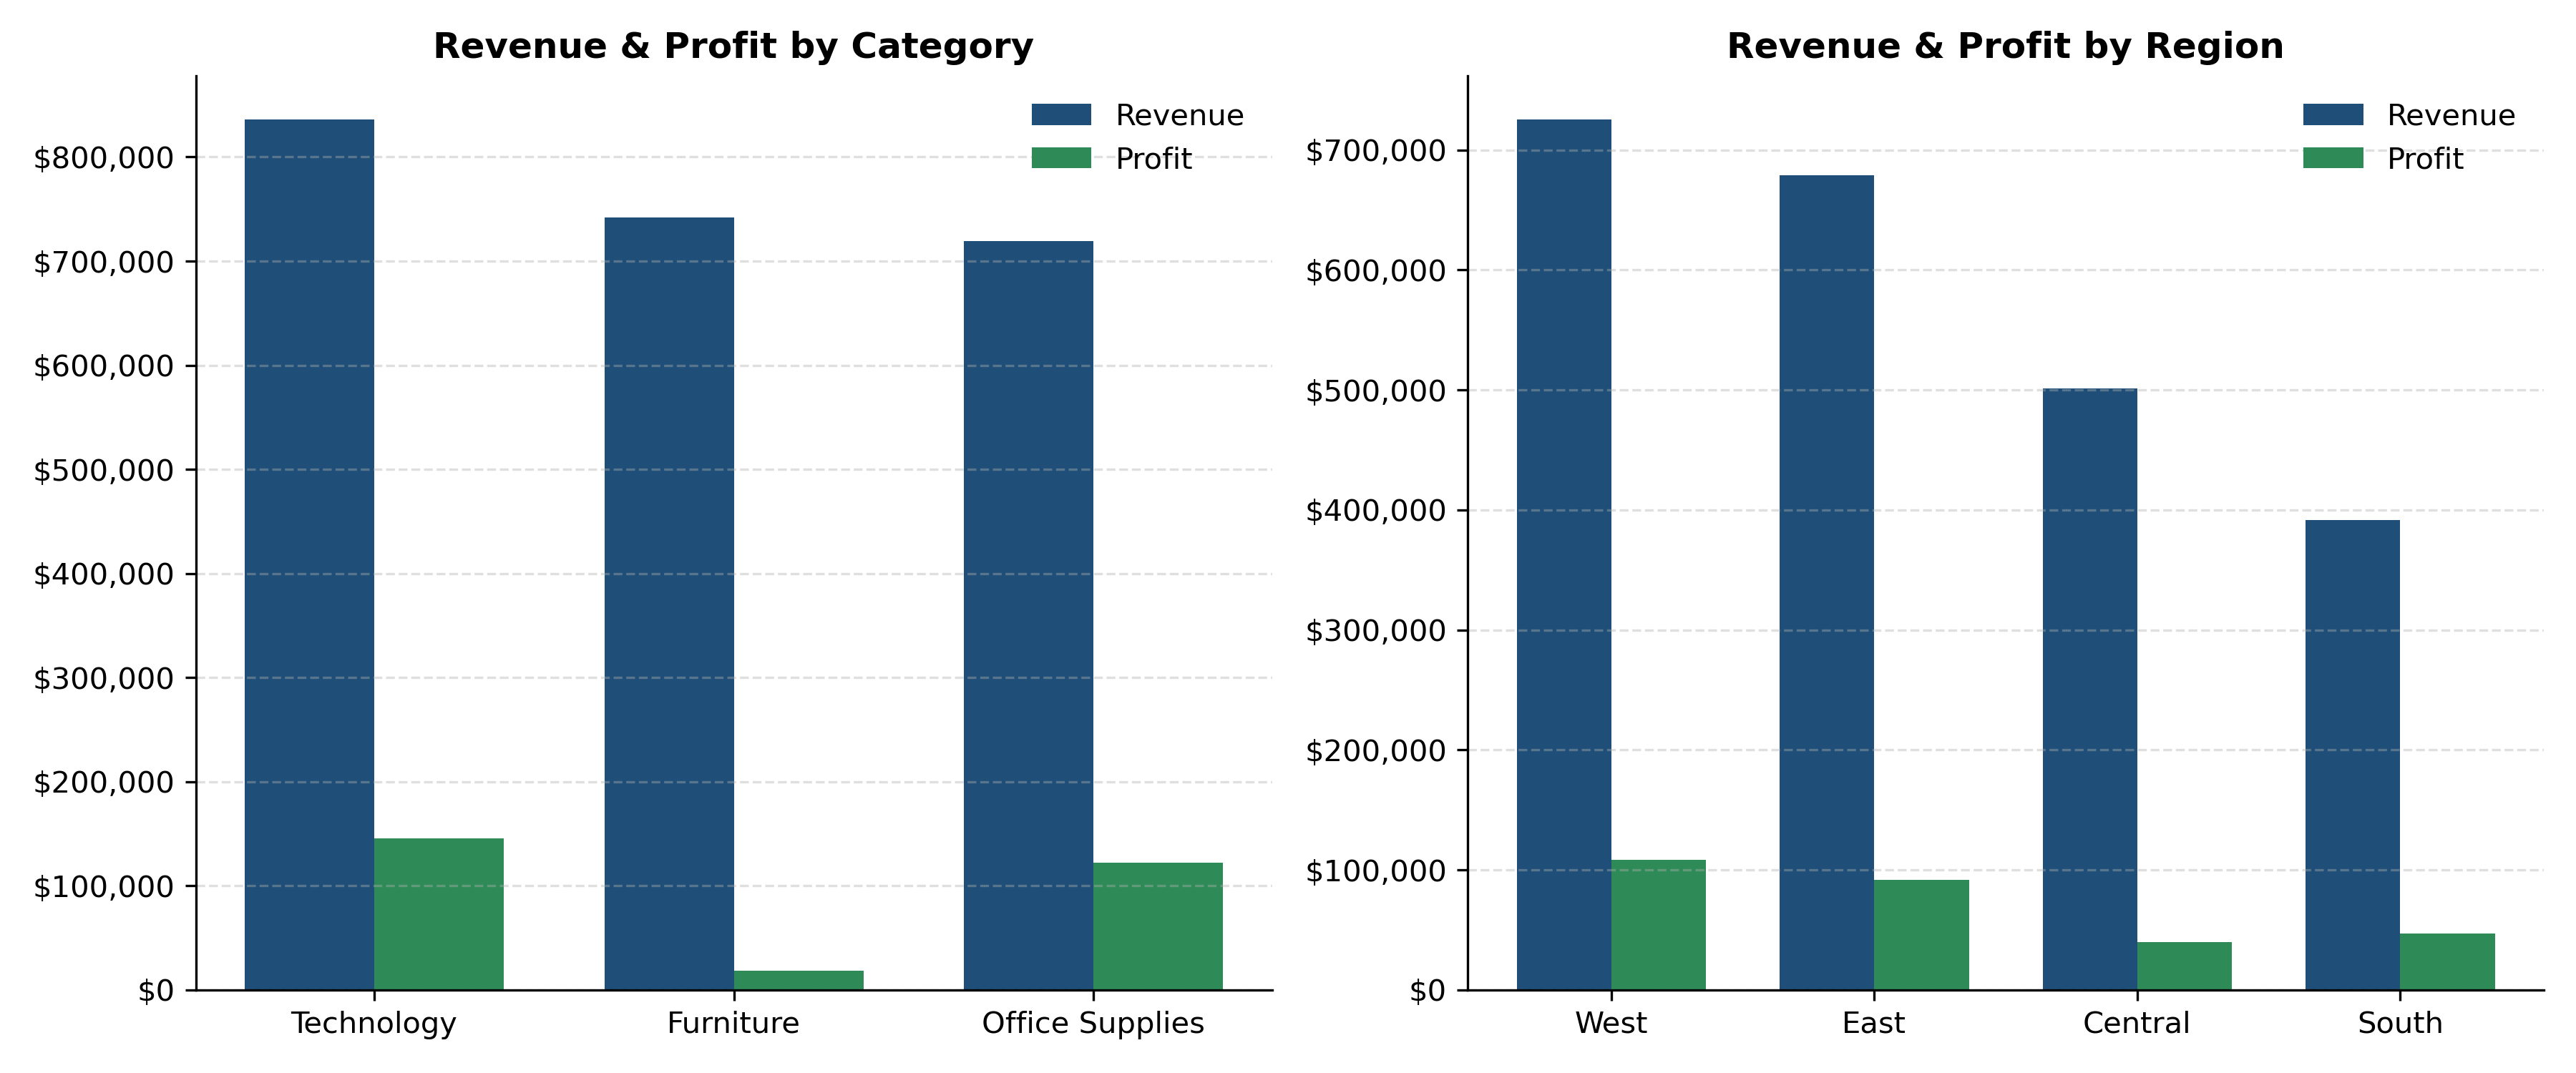 Revenue & Profit by Category
Revenue
Profit
$800,000
$700,000
$600,000
$500,000
$400,000
$300,000
$200,000
$100,000
$0
Technology
Furniture
Office Supplies
Revenue & Profit by Region
Revenue
Profit
$700,000
$600,000
$500,000
$400,000
$300,000
$200,000
$100,000
$0
West
East
Central
South